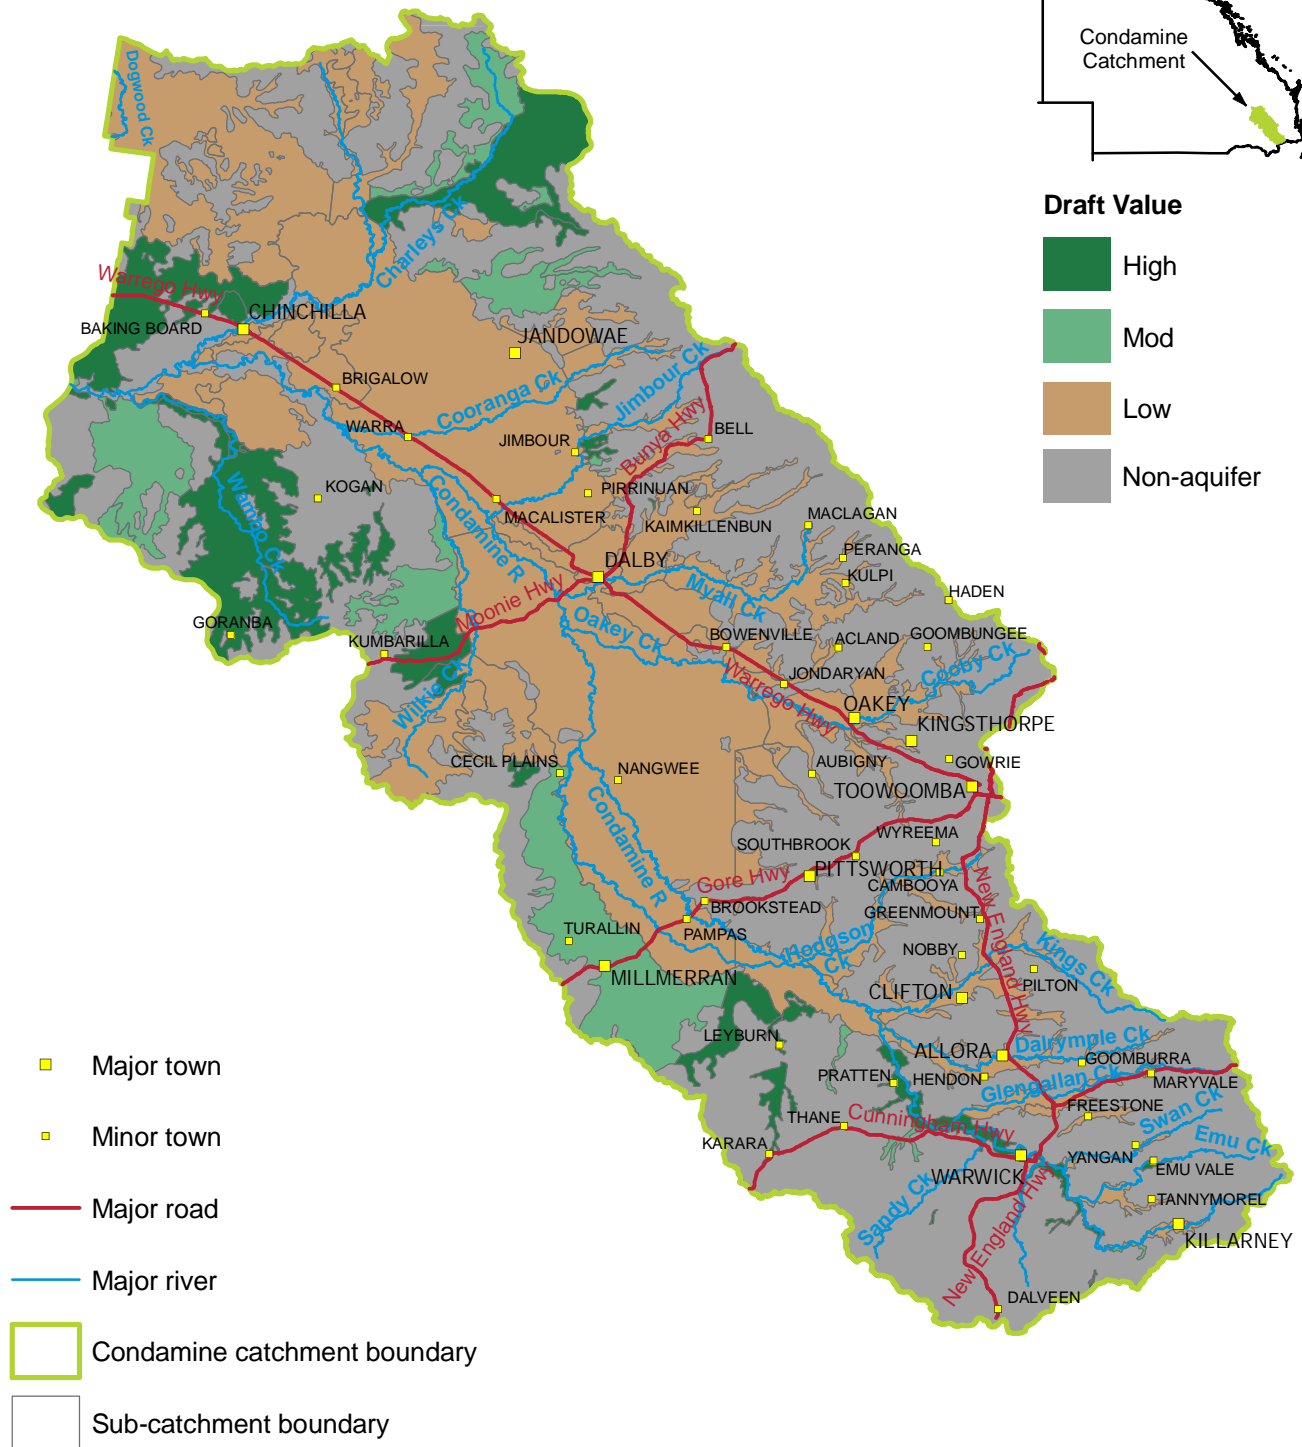 Condamine
Catchment
Draft Value
High
Mod
Low
Non-aquifer
Dogwood Ck
Charleys Ck
Warrego Hwy
CHINCHILLA
BAKING BOARD
JANDOWAE
BRIGALOW
Cooranga Ck
Jimbour Ck
WARRA
JIMBOUR
Bunya Hwy
BELL
KOGAN
Wambo Ck
Condamine R
PIRRINUAN
MACALISTER
KAIMKILLENBUN
MACLAGAN
PERANGA
KULPI
DALBY
Myall Ck
HADEN
Moonie Hwy
GORANBA
KUMBARILLA
Oakey Ck
BOWENVILLE
ACLAND
GOOMBUNGEE
Cooby Ck
JONDARYAN
Wilkie Ck
Warrego Hwy
OAKEY
KINGSTHORPE
CECIL PLAINS
NANGWEE
AUBIGNY
GOWRIE
TOOWOOMBA
Condamine R
SOUTHBROOK
WYREEMA
Gore Hwy
PITTSWORTH
CAMBOOYA
New England Hwy
BROOKSTEAD
GREENMOUNT
TURALLIN
PAMPAS
Hodgson
Ck
NOBBY
Kings Ck
MILLMERRAN
CLIFTON
PILTON
LEYBURN
ALLORA
Dalrymple Ck
GOOMBURRA
PRATTEN
HENDON
Glengallan Ck
MARYVALE
THANE
Cunningham Hwy
FREESTONE
Swan Ck
KARARA
Emu Ck
YANGAN
EMU VALE
WARWICK
Sandy Ck
TANNYMOREL
New England Hwy
KILLARNEY
DALVEEN
Major town
Minor town
Major road
Major river
Condamine catchment boundary
Sub-catchment boundary